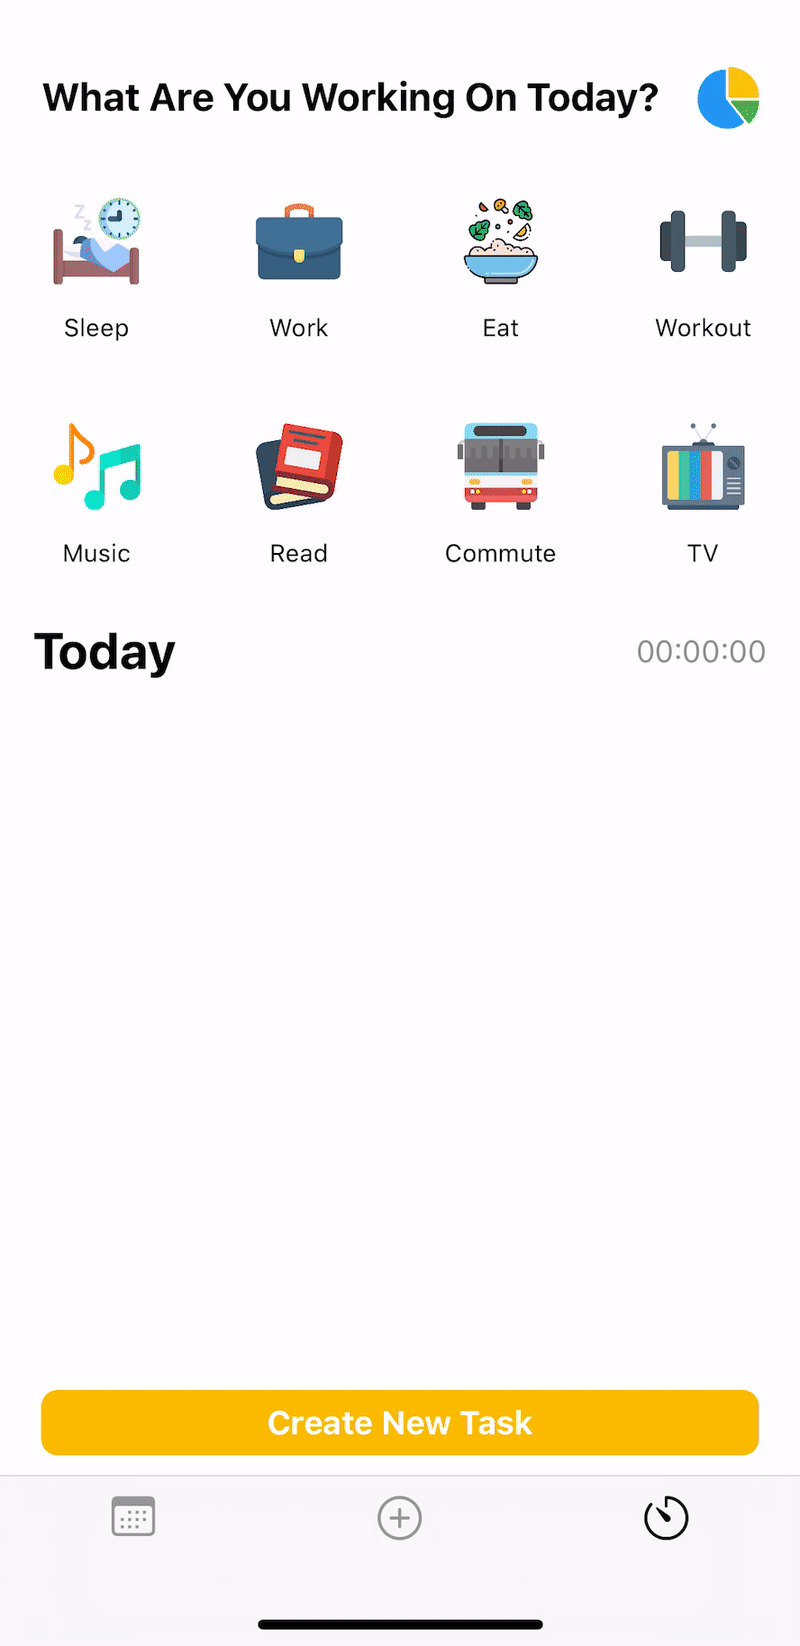 What Are You Working On Today?
Sleep Work Eat Workout
Music Read Commute TV
Today 00:00:00
Create New Task